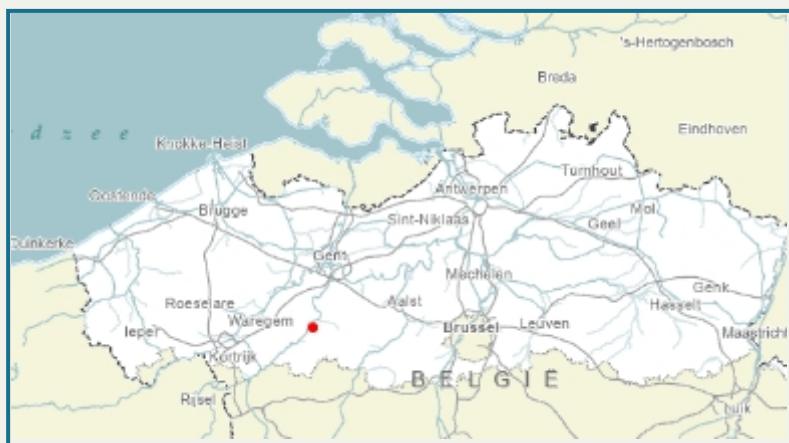 's-Hertogenbosch
Breda
Eindhoven
d z e e
Knokke-Heist
Turnhout
Antwerpen
Oostende
Brugge
Mol
Sint-Niklaas
Geel
Duinkerke
Gent
Mechelen
Genk
Aalst
Roeselare
Hasselt
Waregem
Ieper
Brussel
Leuven
Maastricht
Kortrijk
BELGIË
Rijsel
Luik